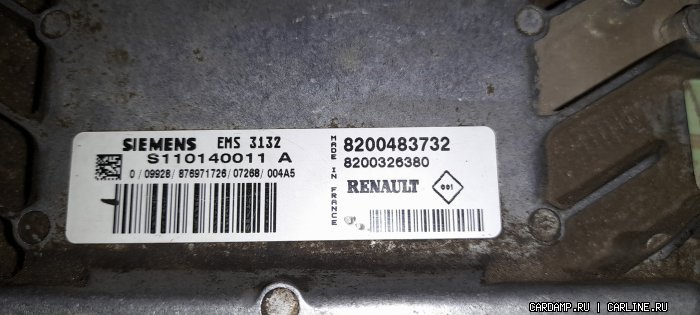 SIEMENS EMS 3132
S110140011 A
0 / 09928/ 876971726/07268/ 004A5
MADE IN FRANCE
8200483732
8200326380
RENAULT 001
CARDAMP.RU | CARLINE.RU